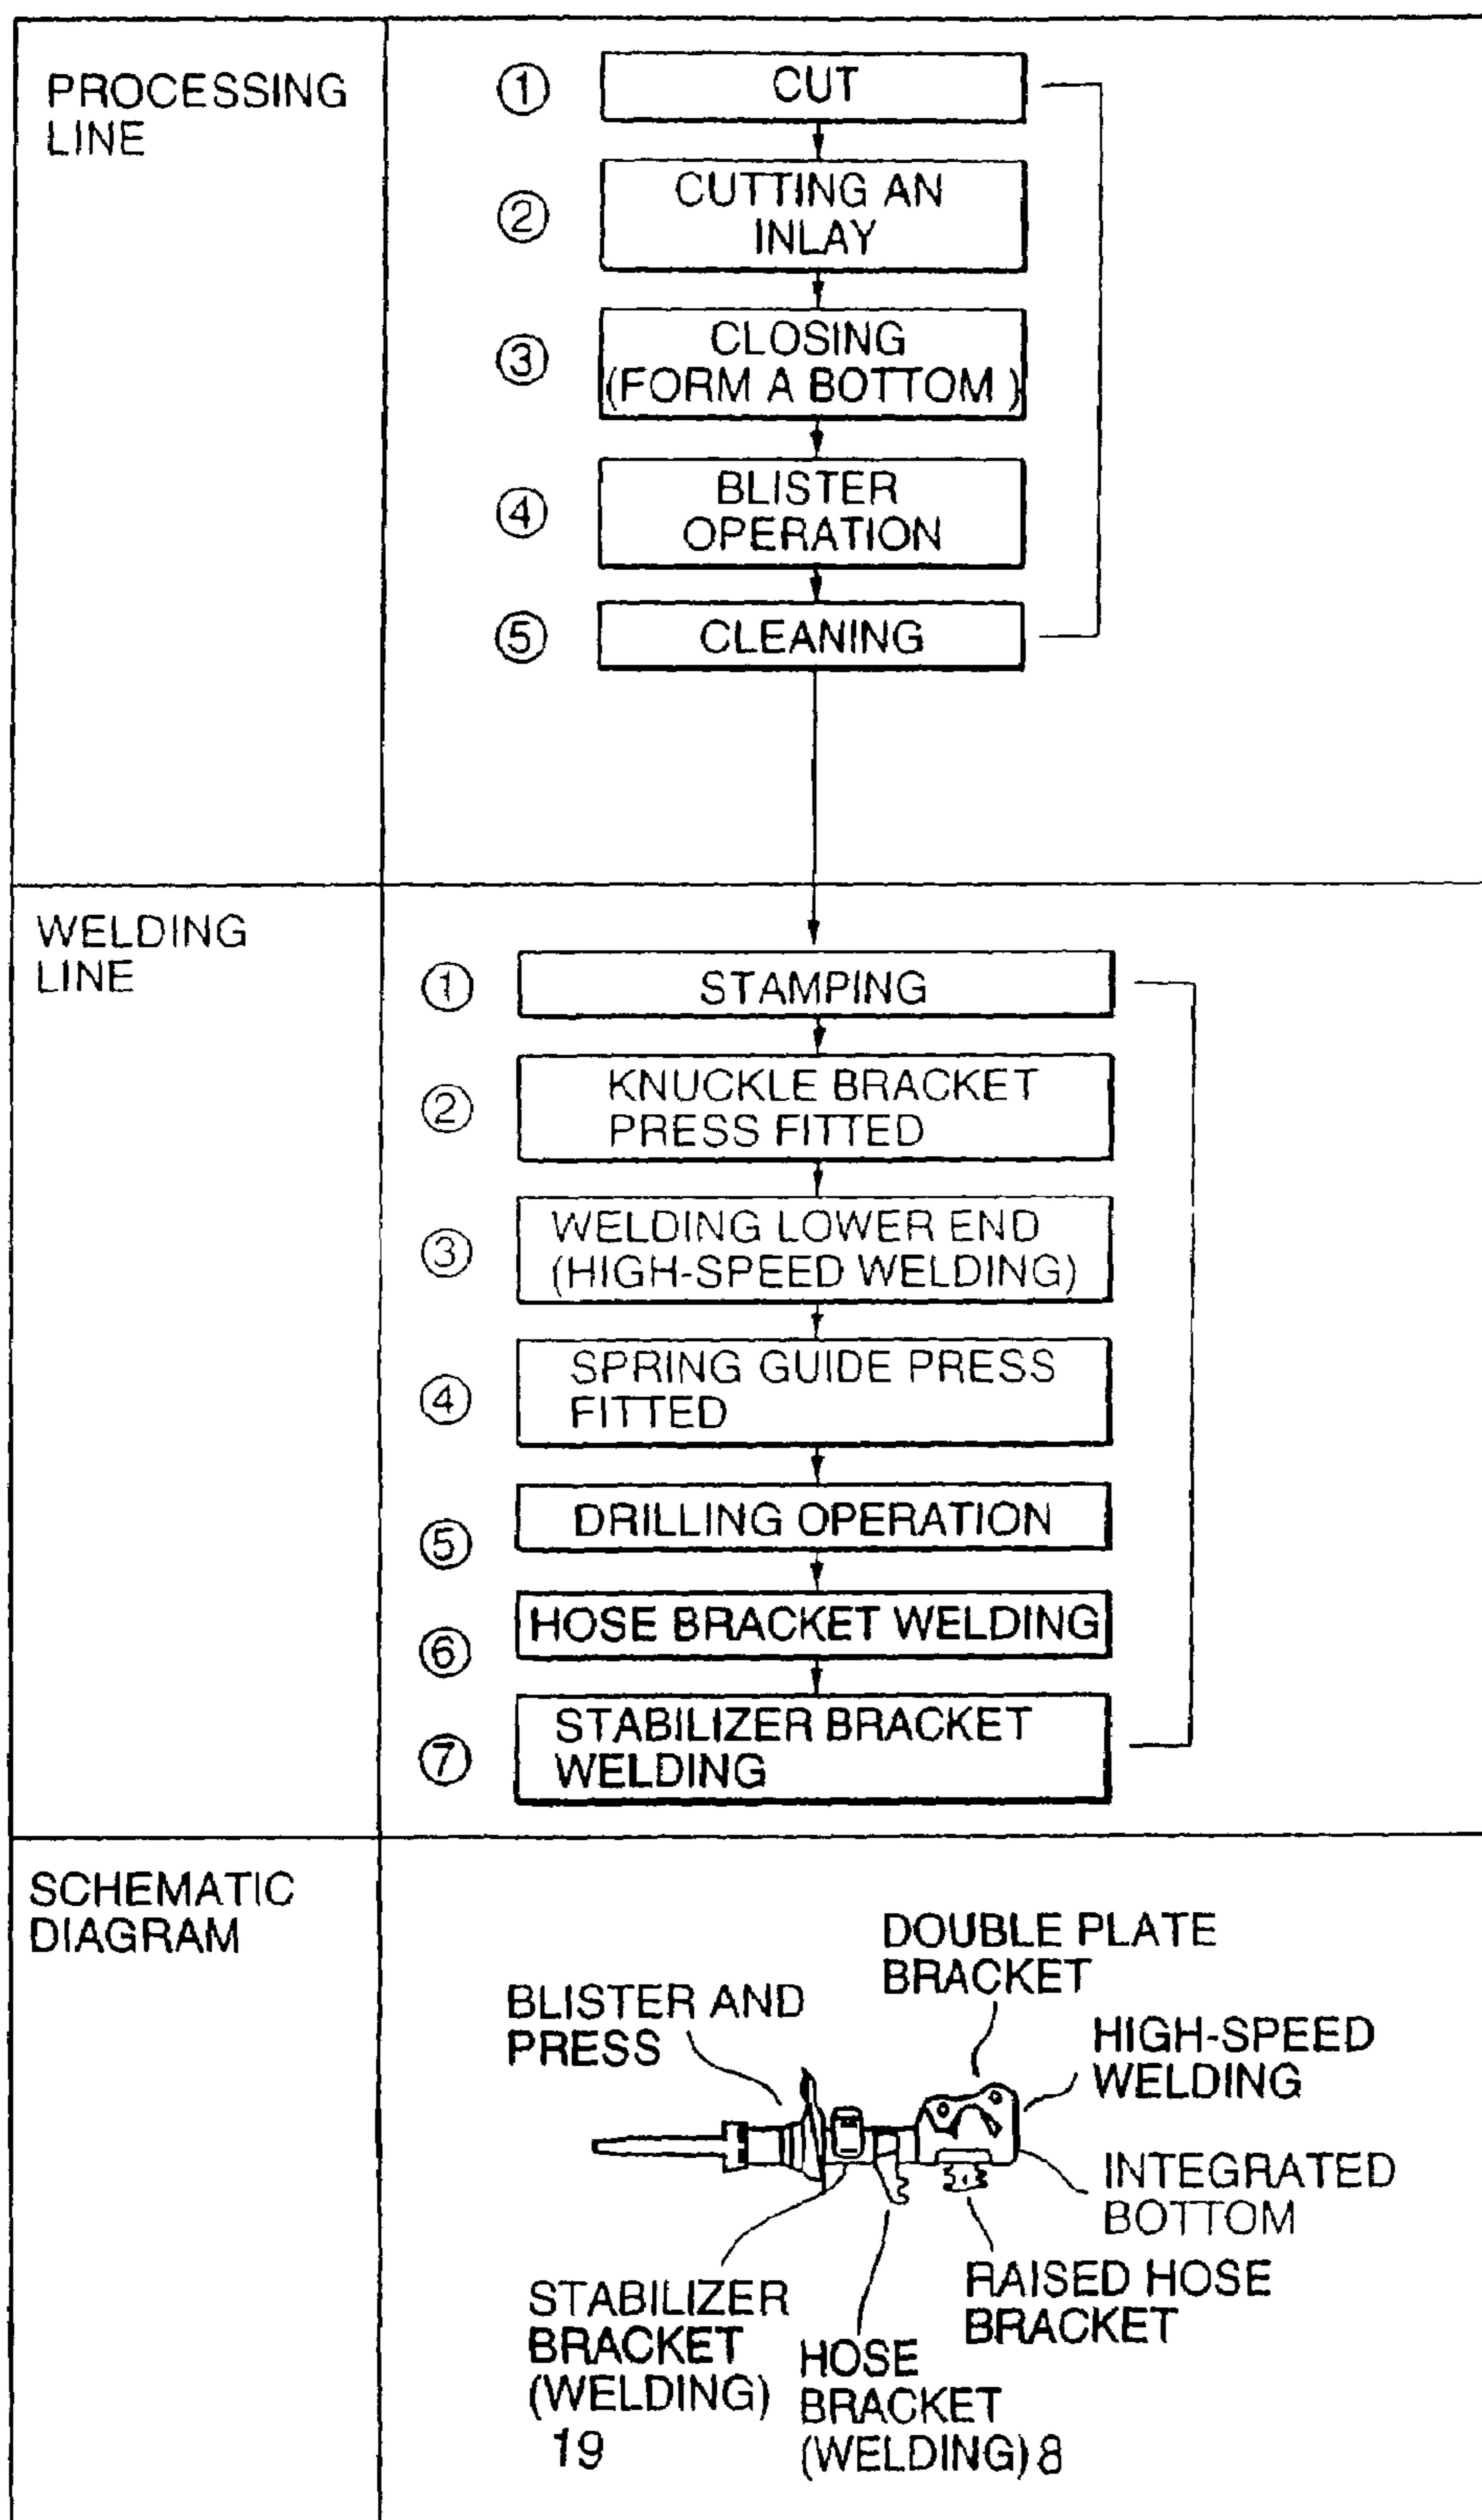 PROCESSING
LINE
① CUT
② CUTTING AN
INLAY
③ CLOSING
(FORM A BOTTOM )
④ BLISTER
OPERATION
⑤ CLEANING
WELDING
LINE
① STAMPING
② KNUCKLE BRACKET
PRESS FITTED
③ WELDING LOWER END
(HIGH-SPEED WELDING)
④ SPRING GUIDE PRESS
FITTED
⑤ DRILLING OPERATION
⑥ HOSE BRACKET WELDING
⑦ STABILIZER BRACKET
WELDING
SCHEMATIC
DIAGRAM
DOUBLE PLATE
BRACKET
BLISTER AND
PRESS
HIGH-SPEED
WELDING
INTEGRATED
BOTTOM
RAISED HOSE
BRACKET
STABILIZER
BRACKET
(WELDING)
19
HOSE
BRACKET
(WELDING) 8